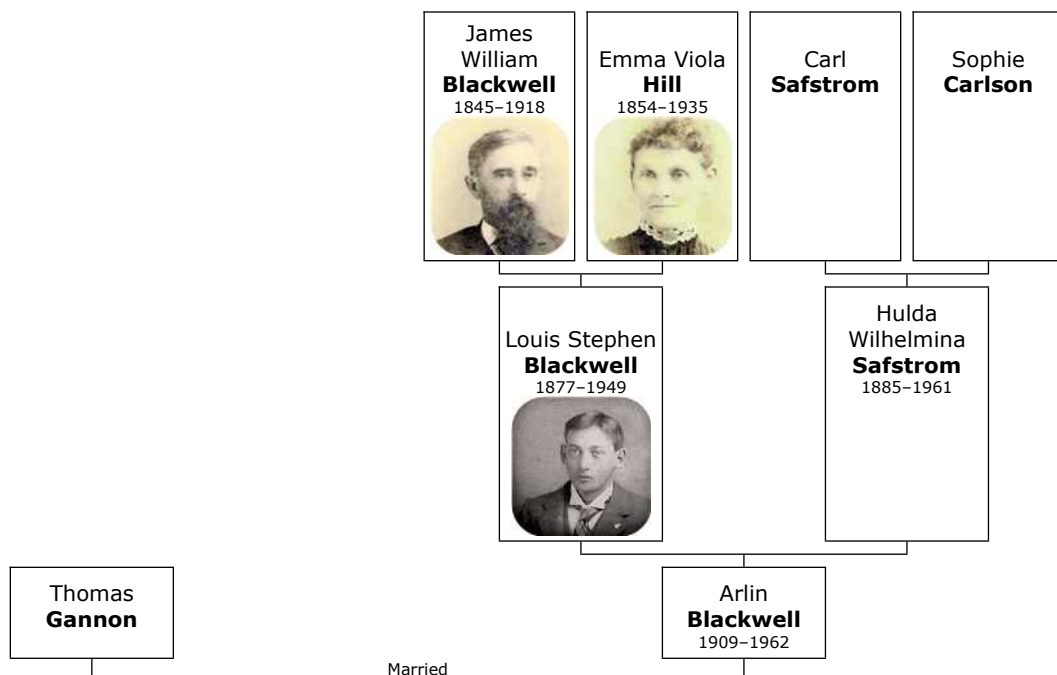 James
William
Blackwell
1845–1918
Emma Viola
Hill
1854–1935
Carl
Safstrom
Sophie
Carlson
Louis Stephen
Blackwell
1877–1949
Hulda
Wilhelmina
Safstrom
1885–1961
Thomas
Gannon
Arlin
Blackwell
1909–1962
Married